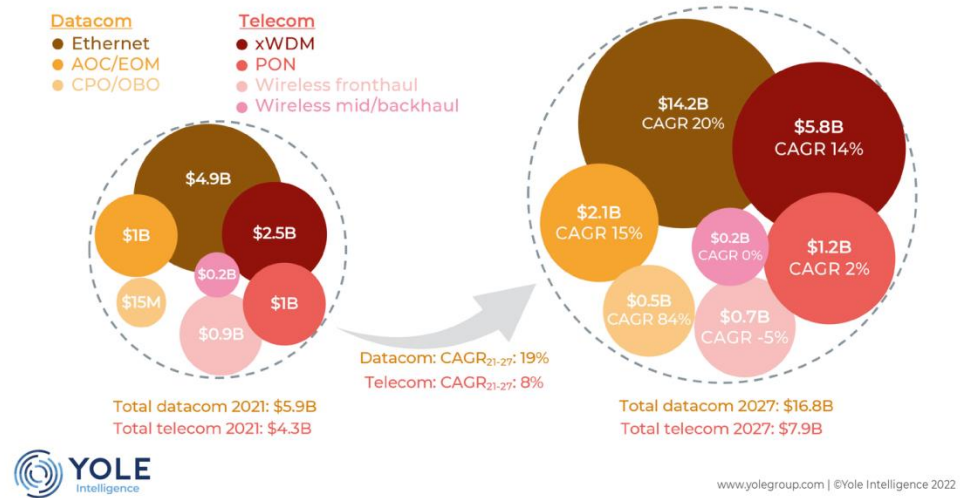 Datacom
Ethernet
AOC/EOM
CPO/OBO
Telecom
xWDM
PON
Wireless fronthaul
Wireless mid/backhaul
$4.9B
$1B
$2.5B
$0.2B
$15M
$0.9B
$1B
$14.2B
CAGR 20%
$5.8B
CAGR 14%
$2.1B
CAGR 15%
$0.2B
CAGR 0%
$1.2B
CAGR 2%
$0.5B
CAGR 84%
$0.7B
CAGR -5%
Datacom: CAGR21-27: 19%
Telecom: CAGR21-27: 8%
Total datacom 2021: $5.9B
Total telecom 2021: $4.3B
Total datacom 2027: $16.8B
Total telecom 2027: $7.9B
YOLE
Intelligence
www.yolegroup.com | ©Yole Intelligence 2022